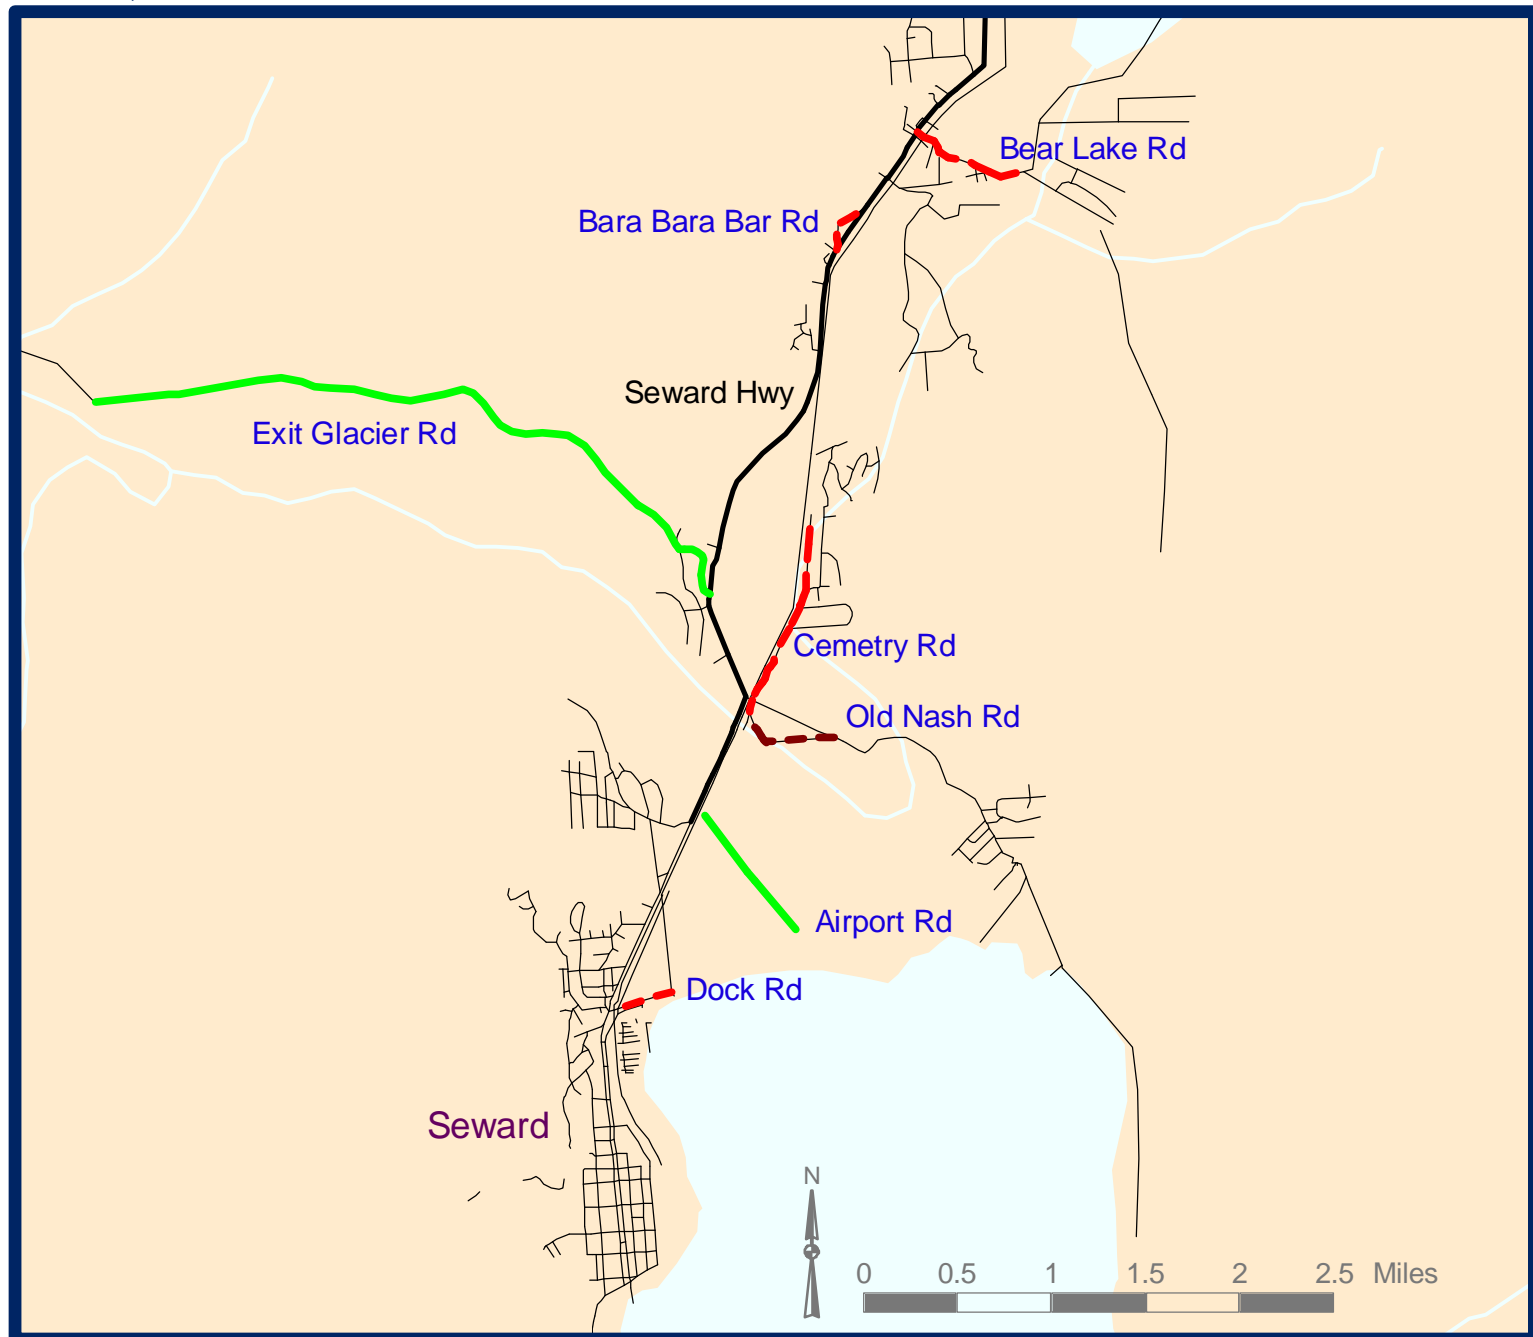 Bear Lake Rd
Bara Bara Bar Rd
Seward Hwy
Exit Glacier Rd
Cemetry Rd
Old Nash Rd
Airport Rd
Dock Rd
Seward
N
0 0.5 1 1.5 2 2.5 Miles